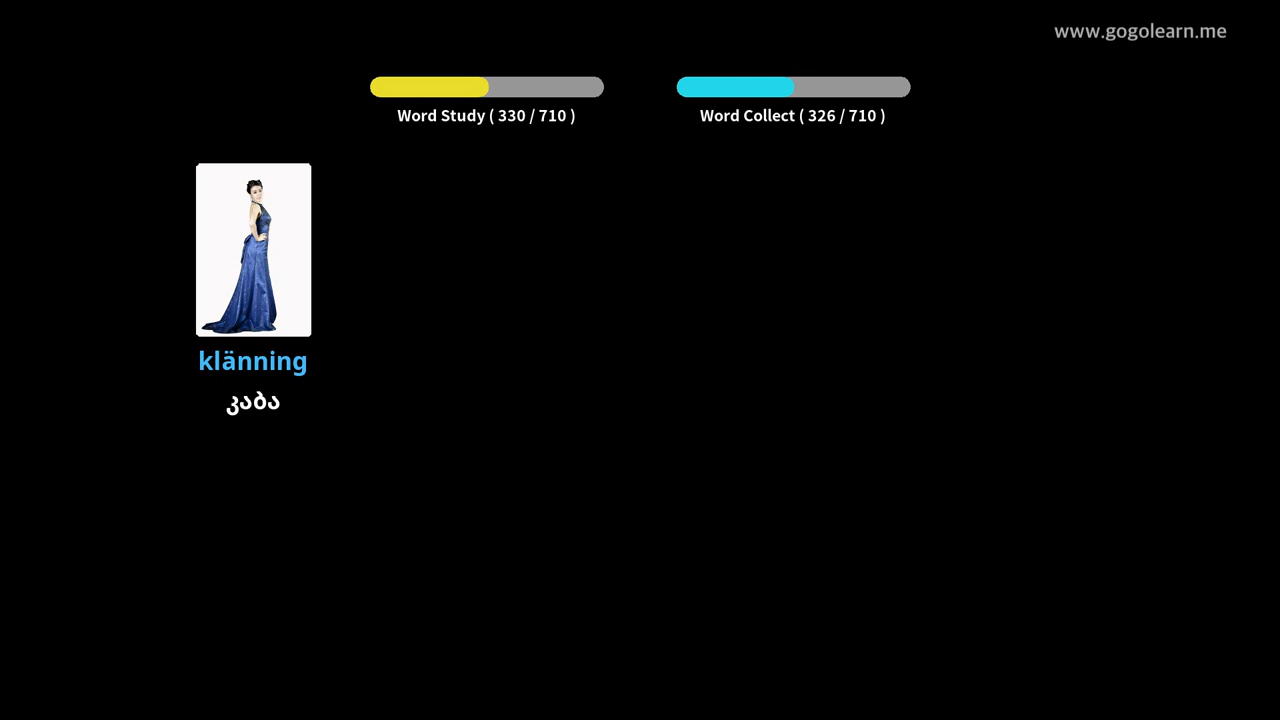 www.gogolearn.me
Word Study ( 330 / 710 )
Word Collect ( 326 / 710 )
klänning
კაბა